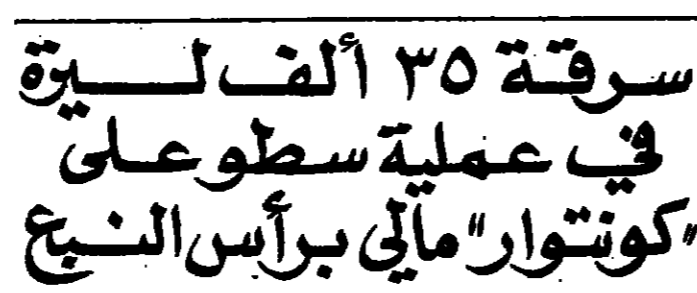 سرقة ٣٥ ألف ليرة
في عملية سطو على
"كونتوار" مالي برأس النبع